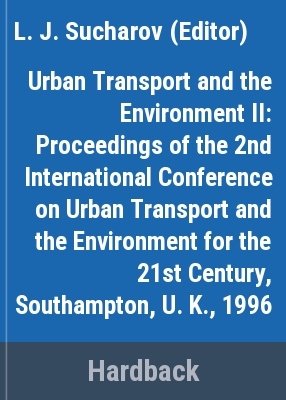 L. J. Sucharov (Editor)
Urban Transport and the
Environment II:
Proceedings of the 2nd
International Conference
on Urban Transport and
the Environment for the
21st Century,
Southampton, U. K., 1996
Hardback